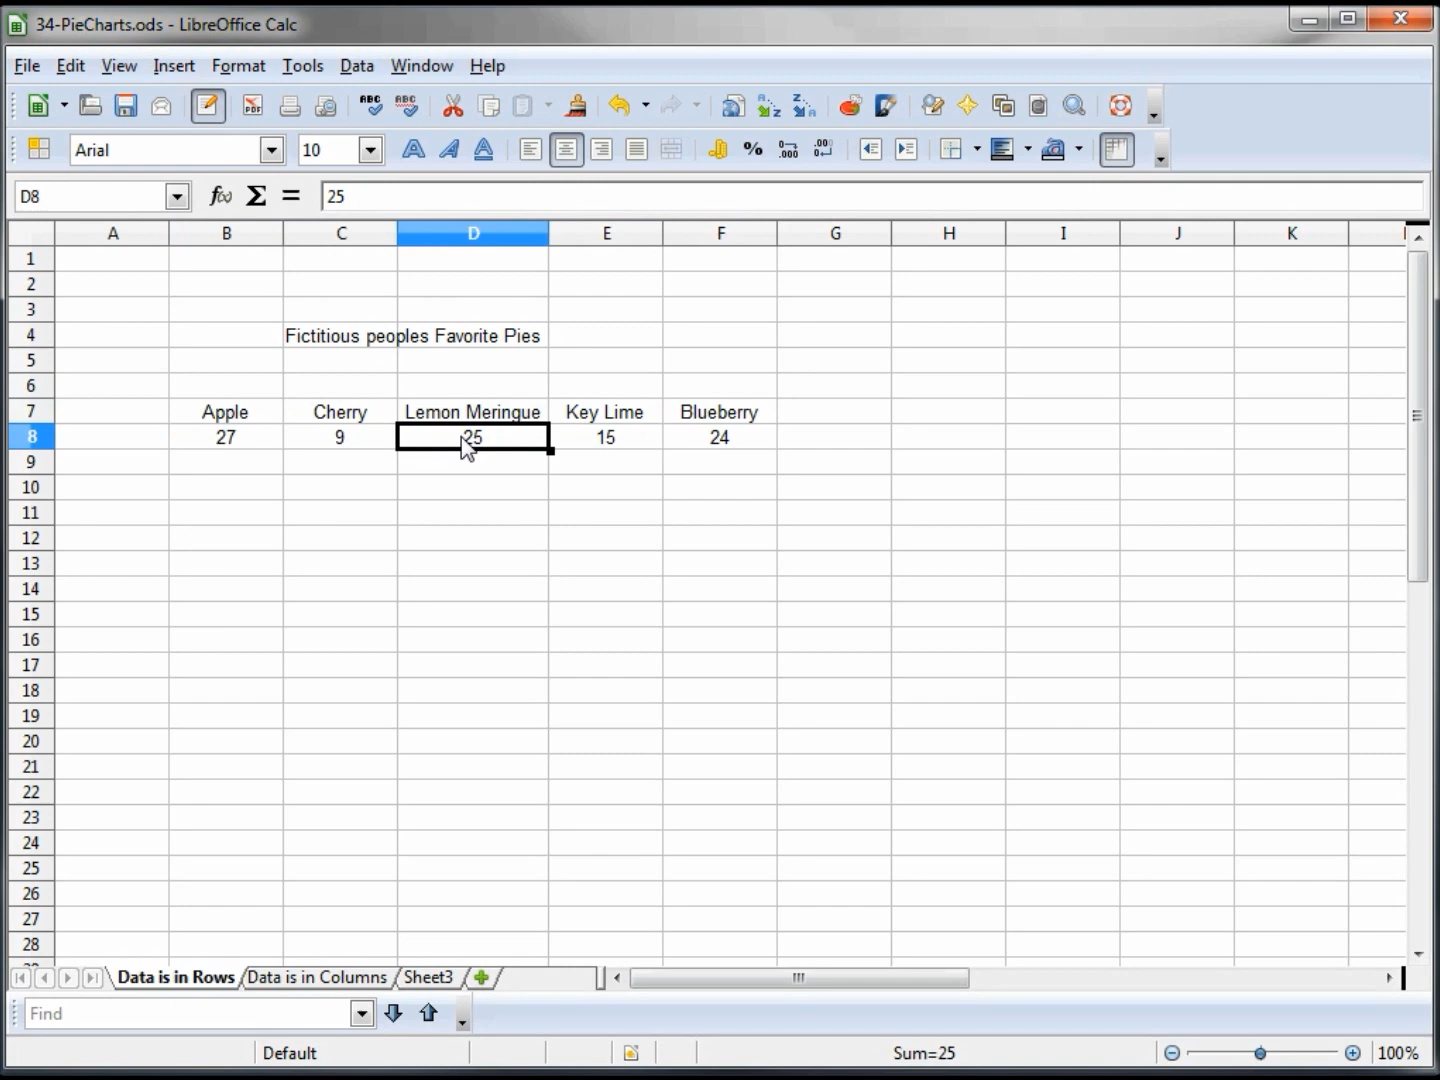 34-PieCharts.ods - LibreOffice Calc
File Edit View Insert Format Tools Data Window Help
PDF ABC ABC
Arial 10 %
D8 f(x) Σ = 25
A B C D E F G H I J K
1
2
3
4 Fictitious peoples Favorite Pies
5
6
7 Apple Cherry Lemon Meringue Key Lime Blueberry
8 27 9 25 15 24
9
10
11
12
13
14
15
16
17
18
19
20
21
22
23
24
25
26
27
28
Data is in Rows Data is in Columns Sheet3
Find
Default Sum=25 100%